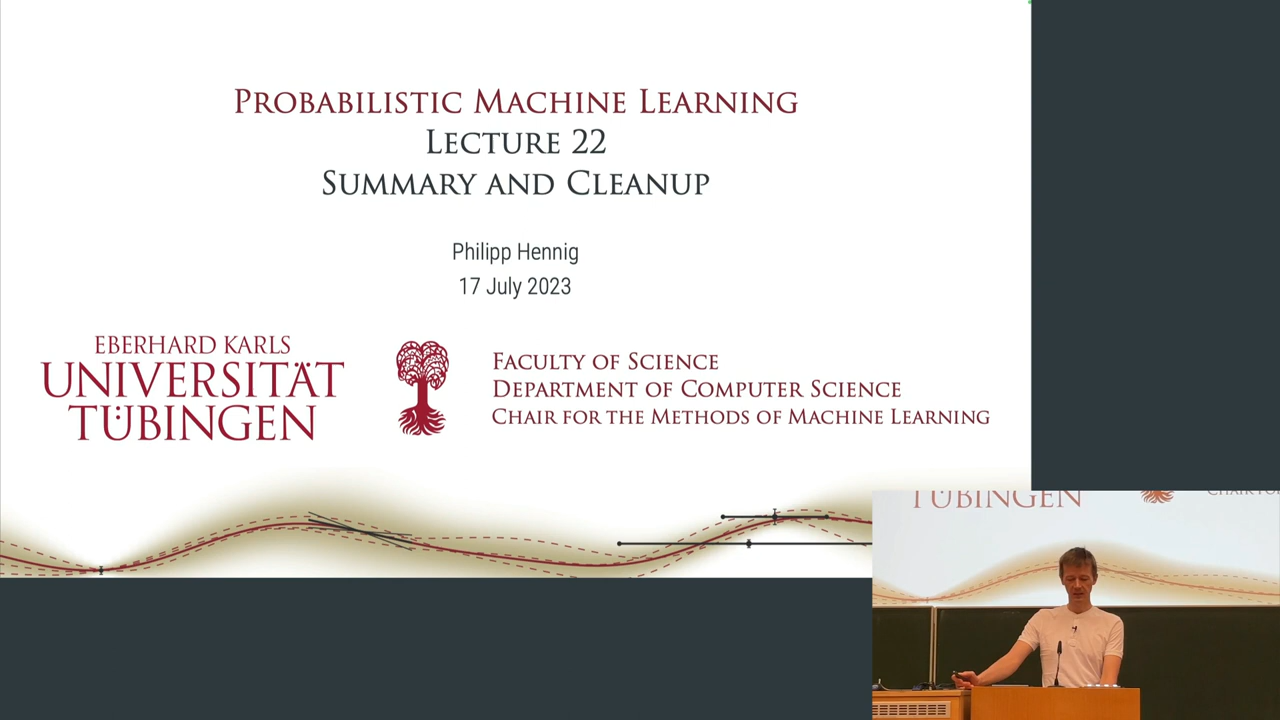 PROBABILISTIC MACHINE LEARNING
LECTURE 22
SUMMARY AND CLEANUP
Philipp Hennig
17 July 2023
EBERHARD KARLS
UNIVERSITÄT
TÜBINGEN
FACULTY OF SCIENCE
DEPARTMENT OF COMPUTER SCIENCE
CHAIR FOR THE METHODS OF MACHINE LEARNING
TÜBINGEN